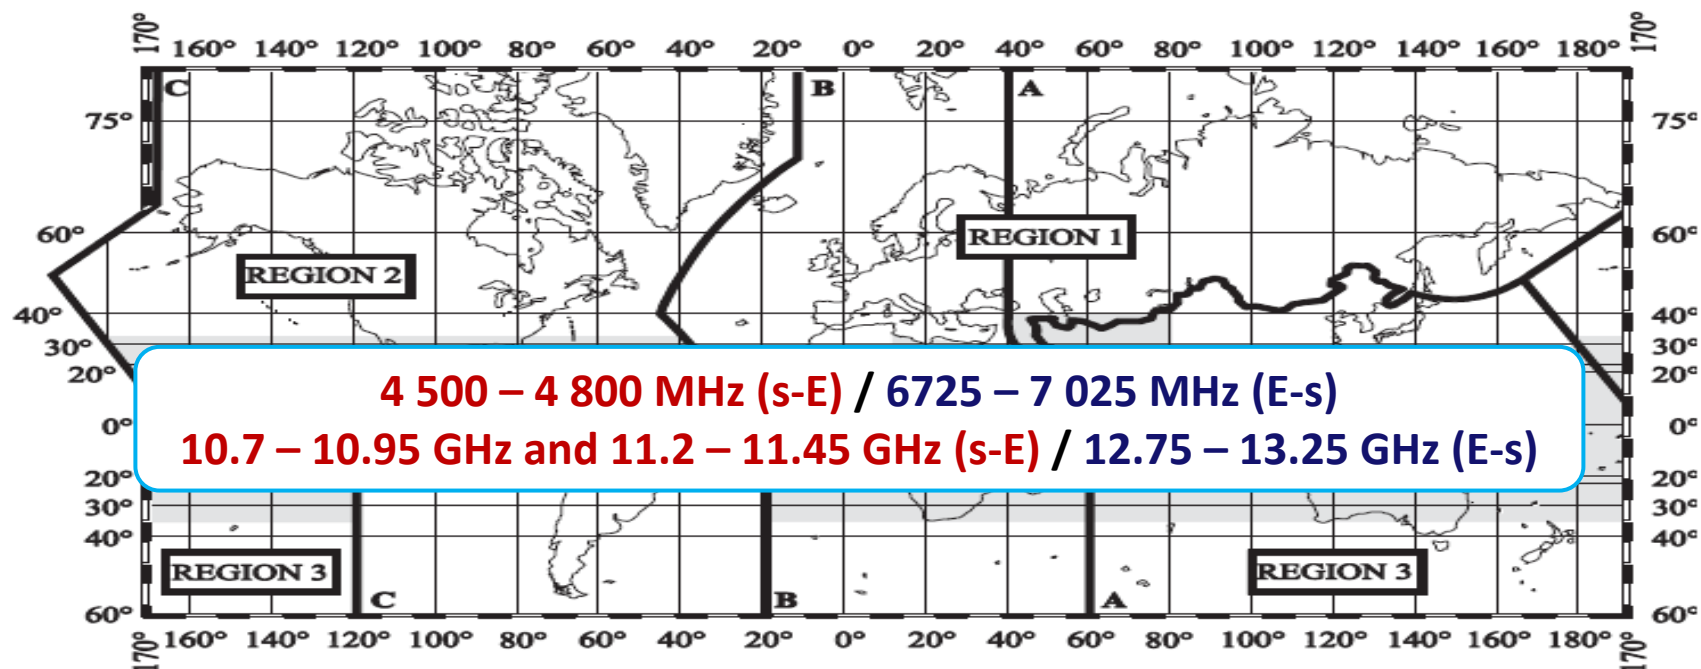 170° 160° 140° 120° 100° 80° 60° 40° 20° 0° 20° 40° 60° 80° 100° 120° 140° 160° 180° 170°
C B A
75° 75°
60° REGION 1 60°
REGION 2
40° 40°
30° 30°
20° 20°
4 500 – 4 800 MHz (s-E) / 6725 – 7 025 MHz (E-s)
0° 0°
10.7 – 10.95 GHz and 11.2 – 11.45 GHz (s-E) / 12.75 – 13.25 GHz (E-s)
20° 20°
30° 30°
40° 40°
REGION 3 REGION 3
C B A
60° 60°
170° 160° 140° 120° 100° 80° 60° 40° 20° 0° 20° 40° 60° 80° 100° 120° 140° 160° 180° 170°